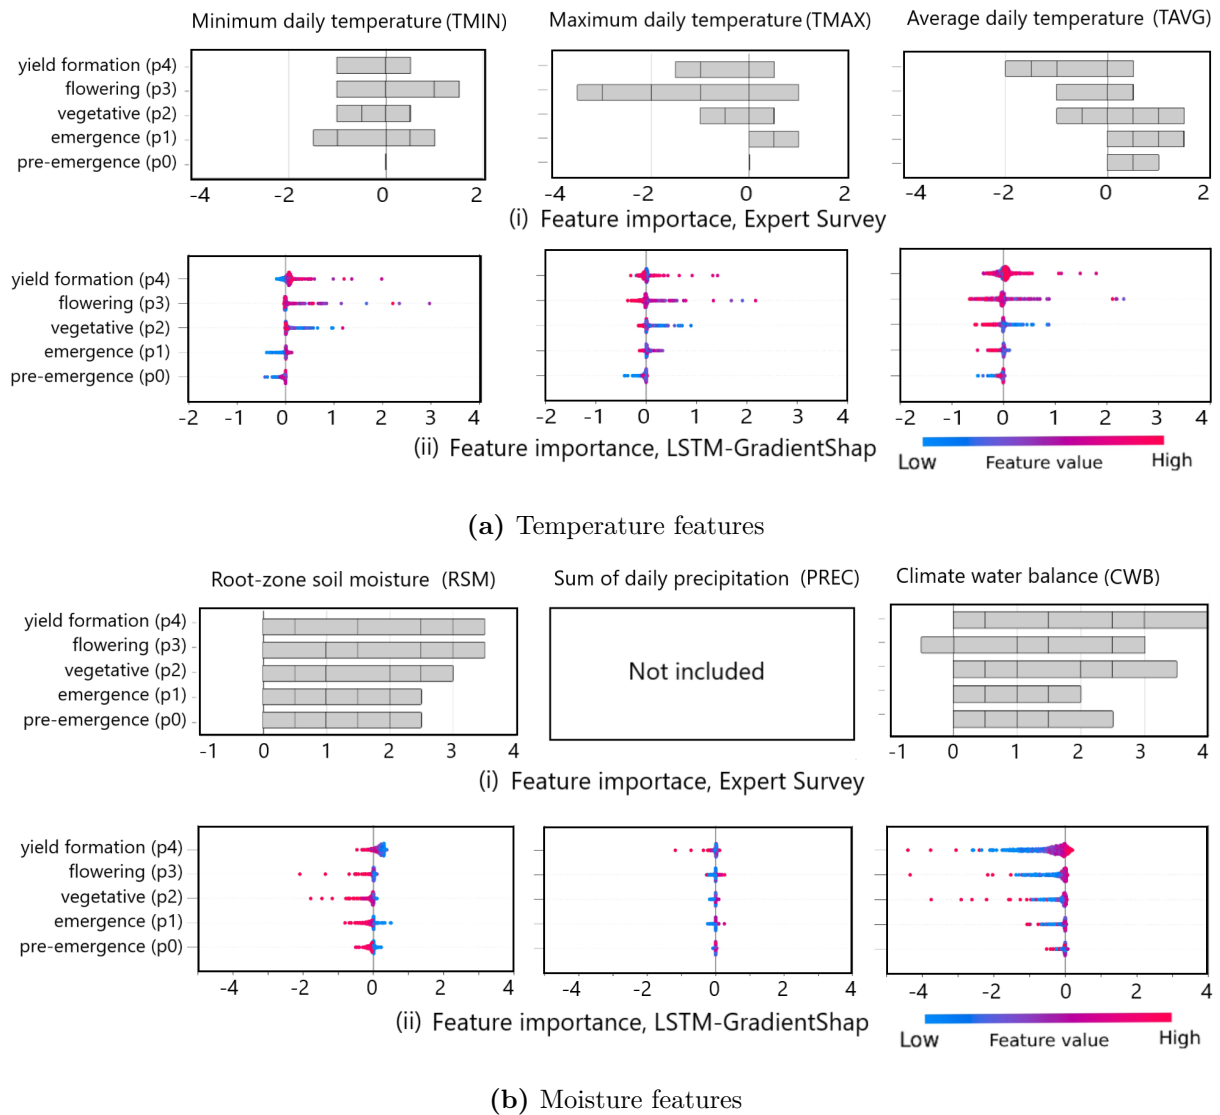 Minimum daily temperature (TMIN) Maximum daily temperature (TMAX) Average daily temperature (TAVG)
yield formation (p4)
flowering (p3)
vegetative (p2)
emergence (p1)
pre-emergence (p0)
-4 -2 0 2 -4 -2 0 2 -4 -2 0 2
(i) Feature importace, Expert Survey
yield formation (p4)
flowering (p3)
vegetative (p2)
emergence (p1)
pre-emergence (p0)
-2 -1 0 1 2 3 4 -2 -1 0 1 2 3 4 -2 -1 0 1 2 3 4
(ii) Feature importance, LSTM-GradientShap
Low Feature value High
(a) Temperature features
Root-zone soil moisture (RSM) Sum of daily precipitation (PREC) Climate water balance (CWB)
yield formation (p4)
flowering (p3)
vegetative (p2)
emergence (p1)
pre-emergence (p0)
Not included
-1 0 1 2 3 4 -1 0 1 2 3 4
(i) Feature importace, Expert Survey
yield formation (p4)
flowering (p3)
vegetative (p2)
emergence (p1)
pre-emergence (p0)
-4 -2 0 2 4 -4 -2 0 2 4 -4 -2 0 2 4
(ii) Feature importance, LSTM-GradientShap
Low Feature value High
(b) Moisture features